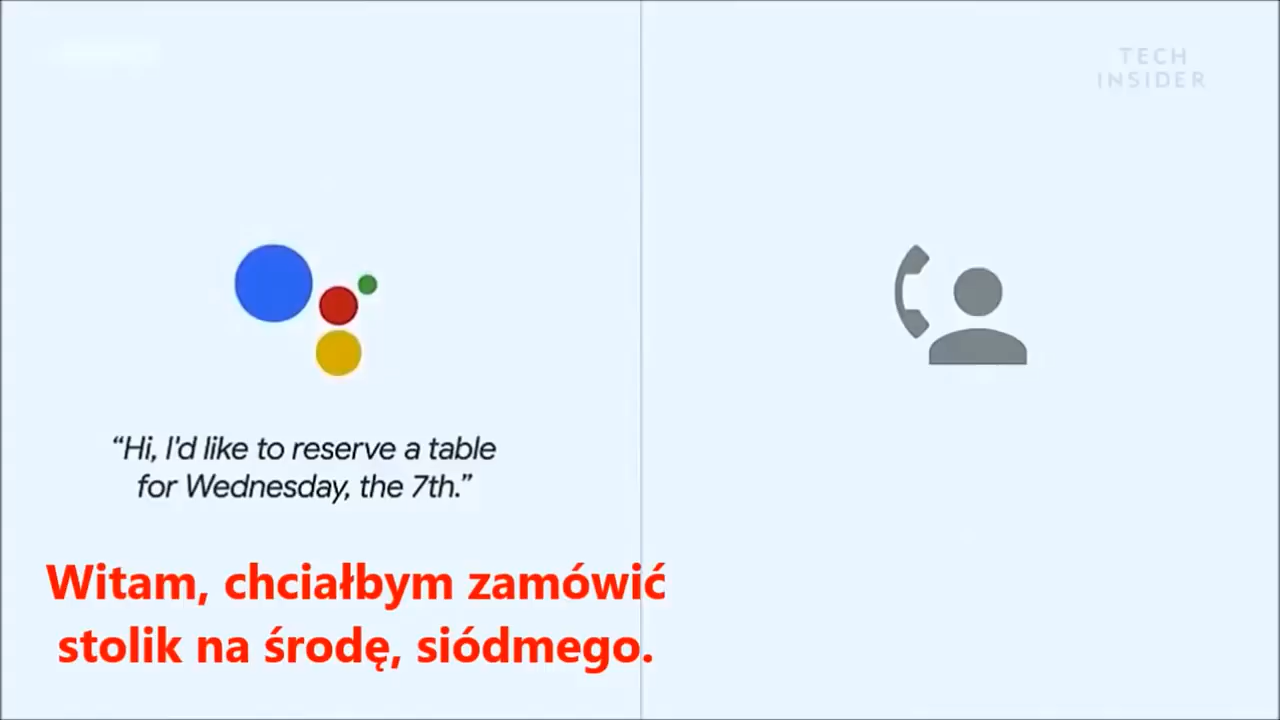 TECH
INSIDER
“Hi, I’d like to reserve a table
for Wednesday, the 7th.”
Witam, chciałbym zamówić
stolik na środę, siódmego.